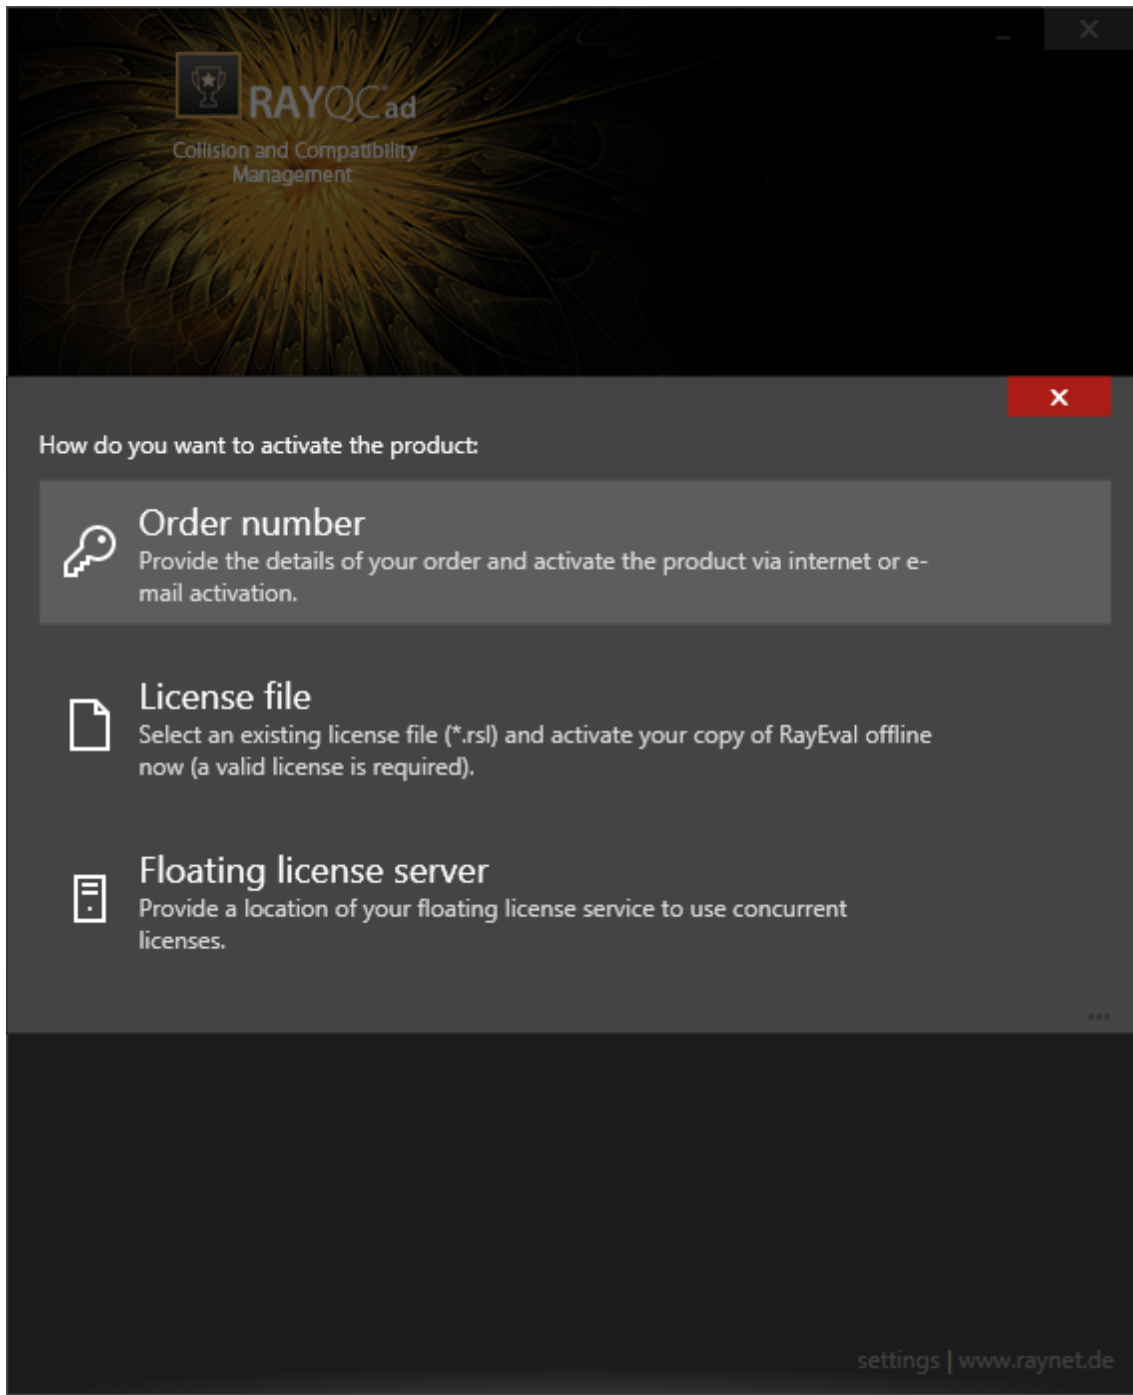 RAYQC ad
Collision and Compatibility
Management
How do you want to activate the product:
Order number
Provide the details of your order and activate the product via internet or e-
mail activation.
License file
Select an existing license file (*.rsl) and activate your copy of RayEval offline
now (a valid license is required).
Floating license server
Provide a location of your floating license service to use concurrent
licenses.
settings | www.raynet.de